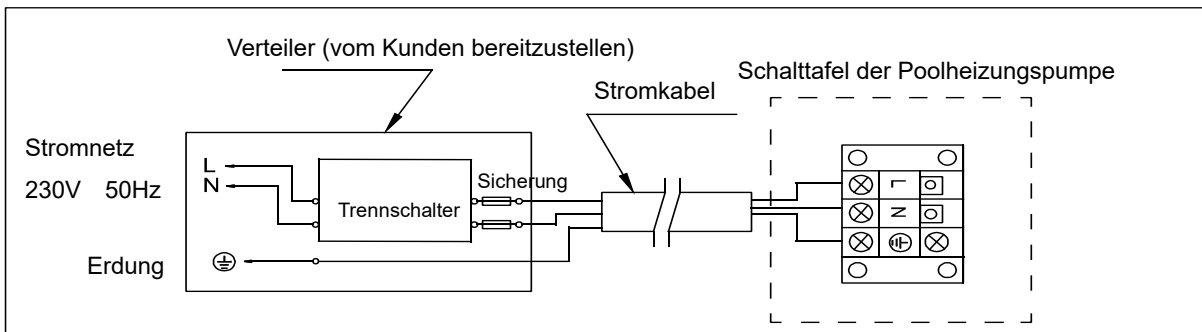 Verteiler (vom Kunden bereitzustellen)
Schalttafel der Poolheizungspumpe
Stromkabel
Stromnetz
230V 50Hz
L
N
Sicherung
Trennschalter
Erdung
L
N